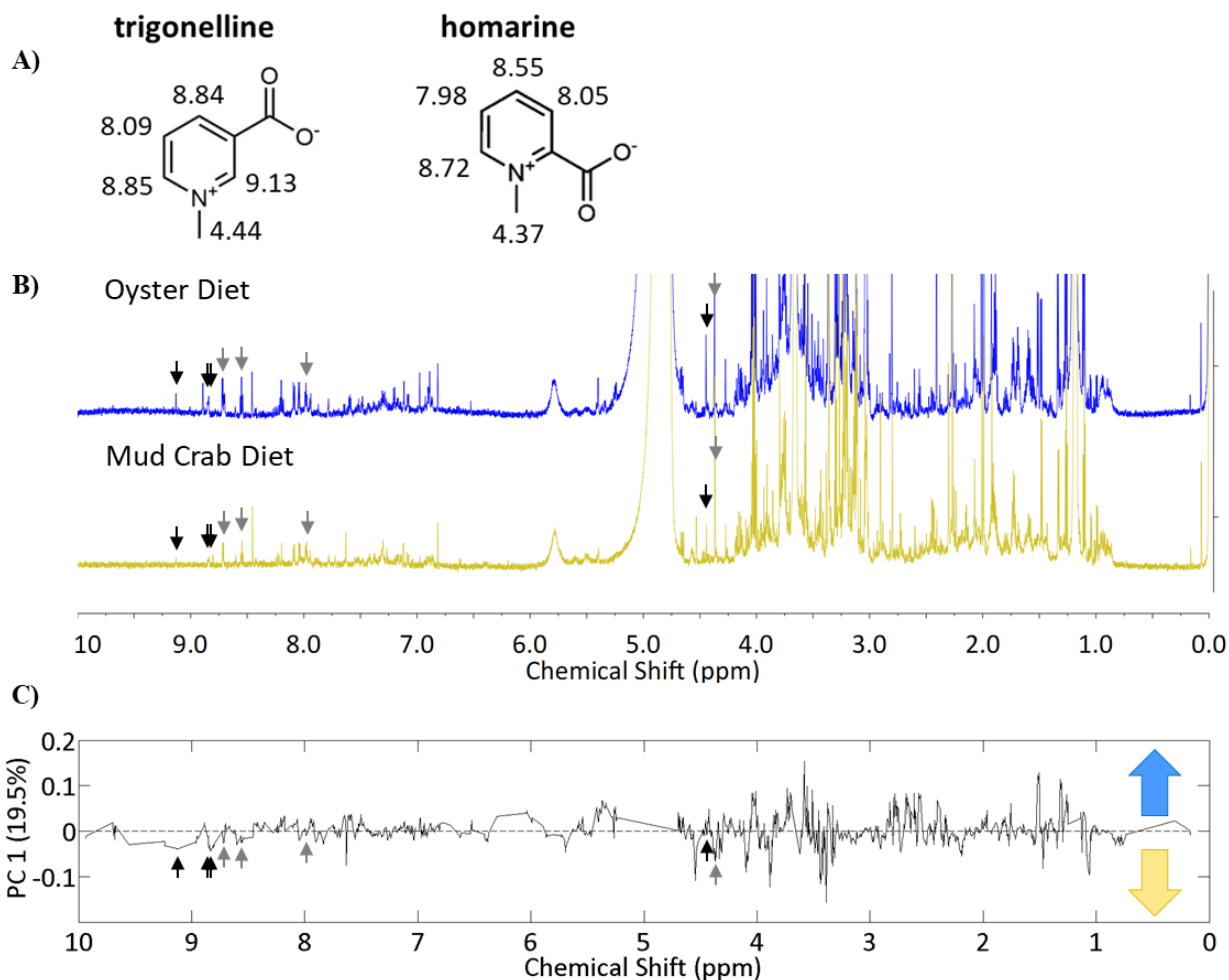 trigonelline homarine
A)
O 8.55
8.84 7.98 8.05
8.09 O- O-
8.72 N+
8.85 N+ 9.13 O
4.44 4.37
B)
Oyster Diet
Mud Crab Diet
10 9.0 8.0 7.0 6.0 5.0 4.0 3.0 2.0 1.0 0.0
Chemical Shift (ppm)
C)
0.2
0.1
0
-0.1
PC 1 (19.5%)
10 9 8 7 6 5 4 3 2 1 0
Chemical Shift (ppm)